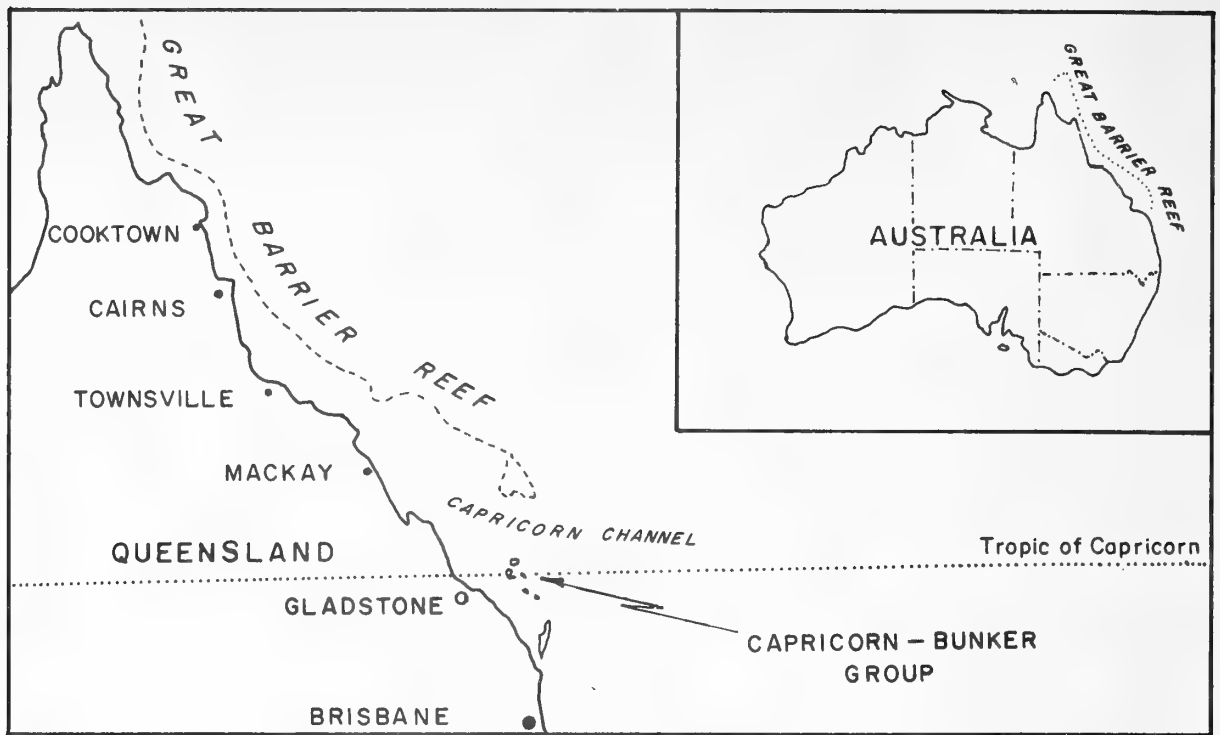 GREAT
BARRIER
REEF
COOKTOWN
CAIRNS
TOWNSVILLE
MACKAY
CAPRICORN CHANNEL
QUEENSLAND
Tropic of Capricorn
GLADSTONE
CAPRICORN – BUNKER
GROUP
BRISBANE
GREAT BARRIER REEF
AUSTRALIA